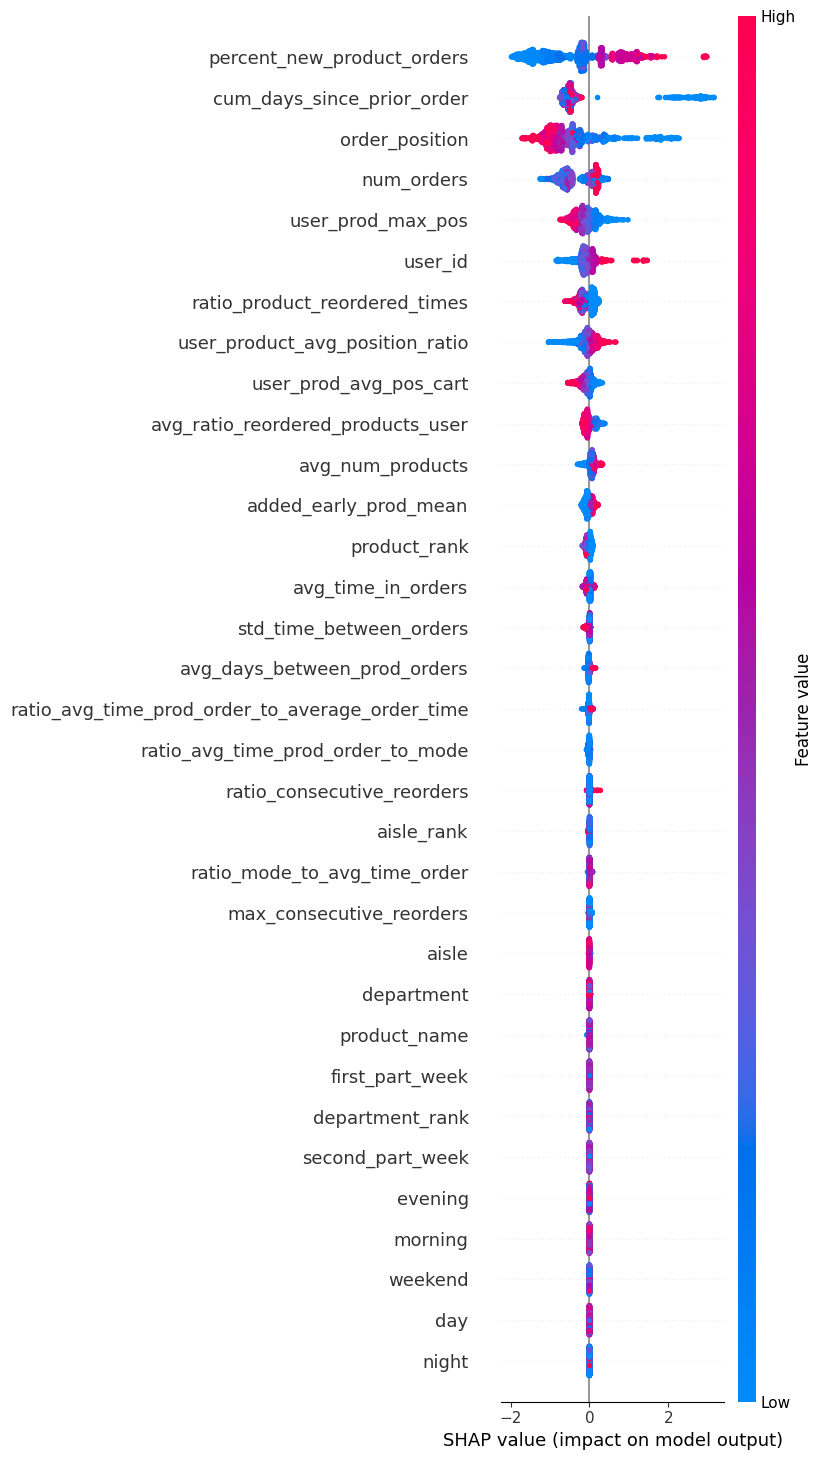 High
percent_new_product_orders
cum_days_since_prior_order
order_position
num_orders
user_prod_max_pos
user_id
ratio_product_reordered_times
user_product_avg_position_ratio
user_prod_avg_pos_cart
avg_ratio_reordered_products_user
avg_num_products
added_early_prod_mean
product_rank
avg_time_in_orders
std_time_between_orders
avg_days_between_prod_orders
ratio_avg_time_prod_order_to_average_order_time
ratio_avg_time_prod_order_to_mode
ratio_consecutive_reorders
aisle_rank
ratio_mode_to_avg_time_order
max_consecutive_reorders
aisle
department
product_name
first_part_week
department_rank
second_part_week
evening
morning
weekend
day
night
Feature value
Low
−2 0 2
SHAP value (impact on model output)